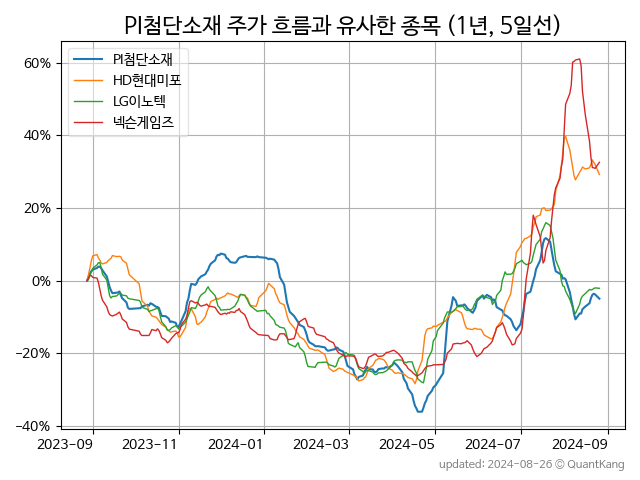 PI첨단소재 주가 흐름과 유사한 종목 (1년, 5일선)
PI첨단소재
HD현대미포
LG이노텍
넥슨게임즈
60%
40%
20%
0%
−20%
−40%
2023-09 2023-11 2024-01 2024-03 2024-05 2024-07 2024-09
updated: 2024-08-26 © QuantKang